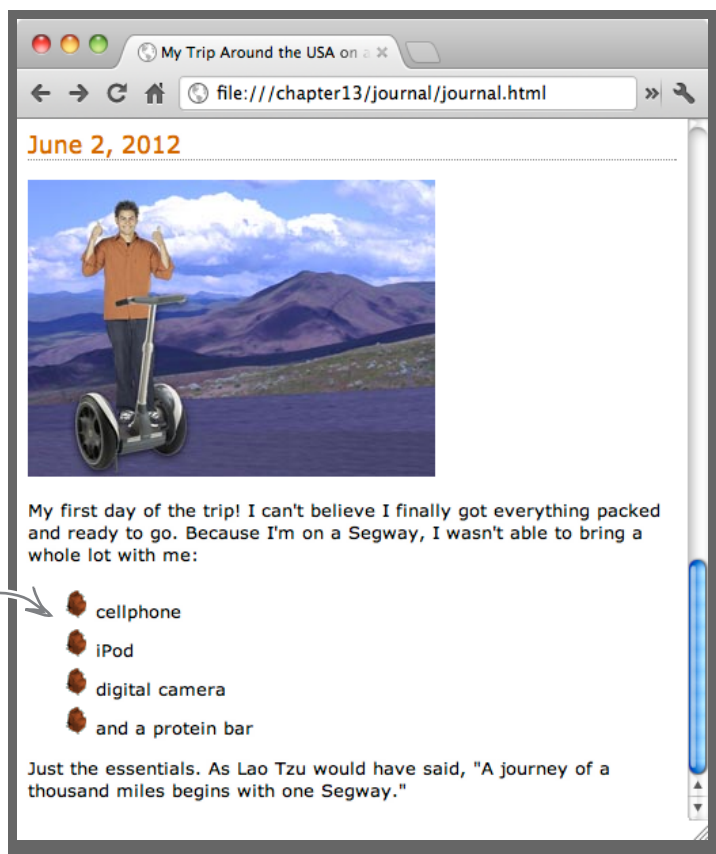 My Trip Around the USA on a
file:///chapter13/journal/journal.html
June 2, 2012
My first day of the trip! I can't believe I finally got everything packed
and ready to go. Because I'm on a Segway, I wasn't able to bring a
whole lot with me:
cellphone
iPod
digital camera
and a protein bar
Just the essentials. As Lao Tzu would have said, "A journey of a
thousand miles begins with one Segway."